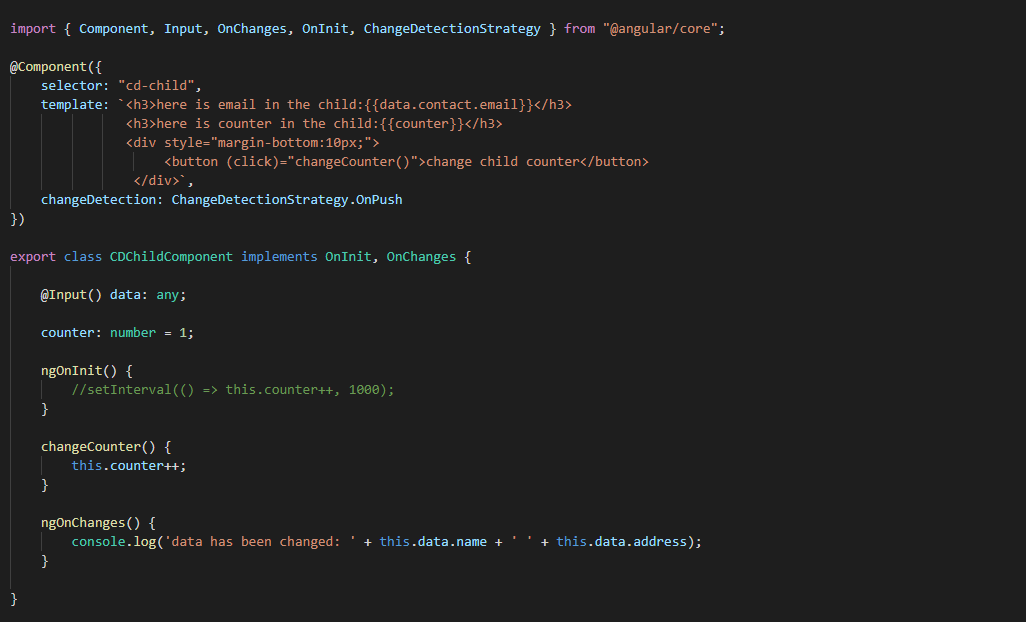 import { Component, Input, OnChanges, OnInit, ChangeDetectionStrategy } from "@angular/core";
@Component({
selector: "cd-child",
template: `<h3>here is email in the child:{{data.contact.email}}</h3>
<h3>here is counter in the child:{{counter}}</h3>
<div style="margin-bottom:10px;">
<button (click)="changeCounter()">change child counter</button>
</div>`,
changeDetection: ChangeDetectionStrategy.OnPush
})
export class CDChildComponent implements OnInit, OnChanges {
@Input() data: any;
counter: number = 1;
ngOnInit() {
//setInterval(() => this.counter++, 1000);
}
changeCounter() {
this.counter++;
}
ngOnChanges() {
console.log('data has been changed: ' + this.data.name + ' ' + this.data.address);
}
}